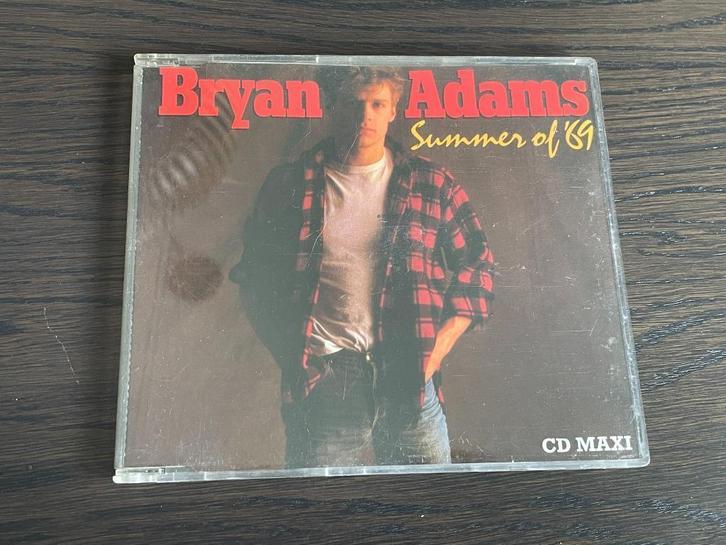 Bryan Adams
Summer of '69
CD MAXI